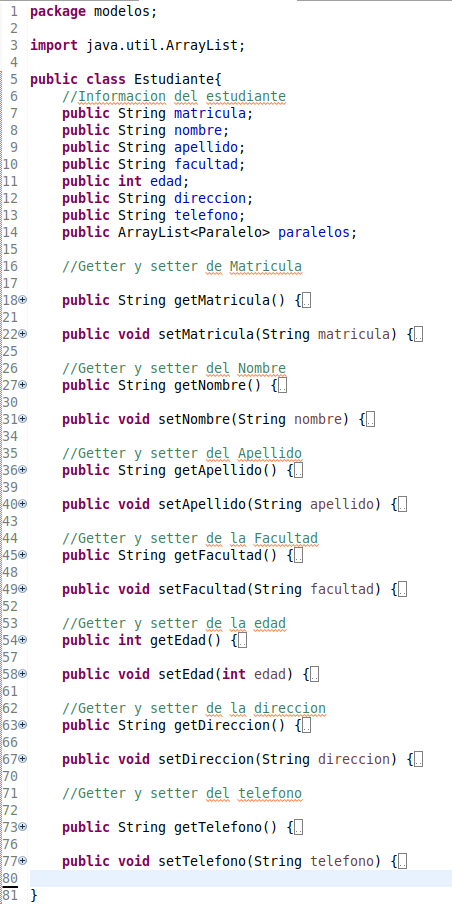 1 package modelos;
2
3 import java.util.ArrayList;
4
5 public class Estudiante{
6 //Informacion del estudiante
7 public String matricula;
8 public String nombre;
9 public String apellido;
10 public String facultad;
11 public int edad;
12 public String direccion;
13 public String telefono;
14 public ArrayList<Paralelo> paralelos;
15
16 //Getter y setter de Matricula
17
18 public String getMatricula() {..
21
22 public void setMatricula(String matricula) {..
25
26 //Getter y setter del Nombre
27 public String getNombre() {..
30
31 public void setNombre(String nombre) {..
34
35 //Getter y setter del Apellido
36 public String getApellido() {..
39
40 public void setApellido(String apellido) {..
43
44 //Getter y setter de la Facultad
45 public String getFacultad() {..
48
49 public void setFacultad(String facultad) {..
52
53 //Getter y setter de la edad
54 public int getEdad() {..
57
58 public void setEdad(int edad) {..
61
62 //Getter y setter de la direccion
63 public String getDireccion() {..
66
67 public void setDireccion(String direccion) {..
70
71 //Getter y setter del telefono
72
73 public String getTelefono() {..
76
77 public void setTelefono(String telefono) {..
80
81 }